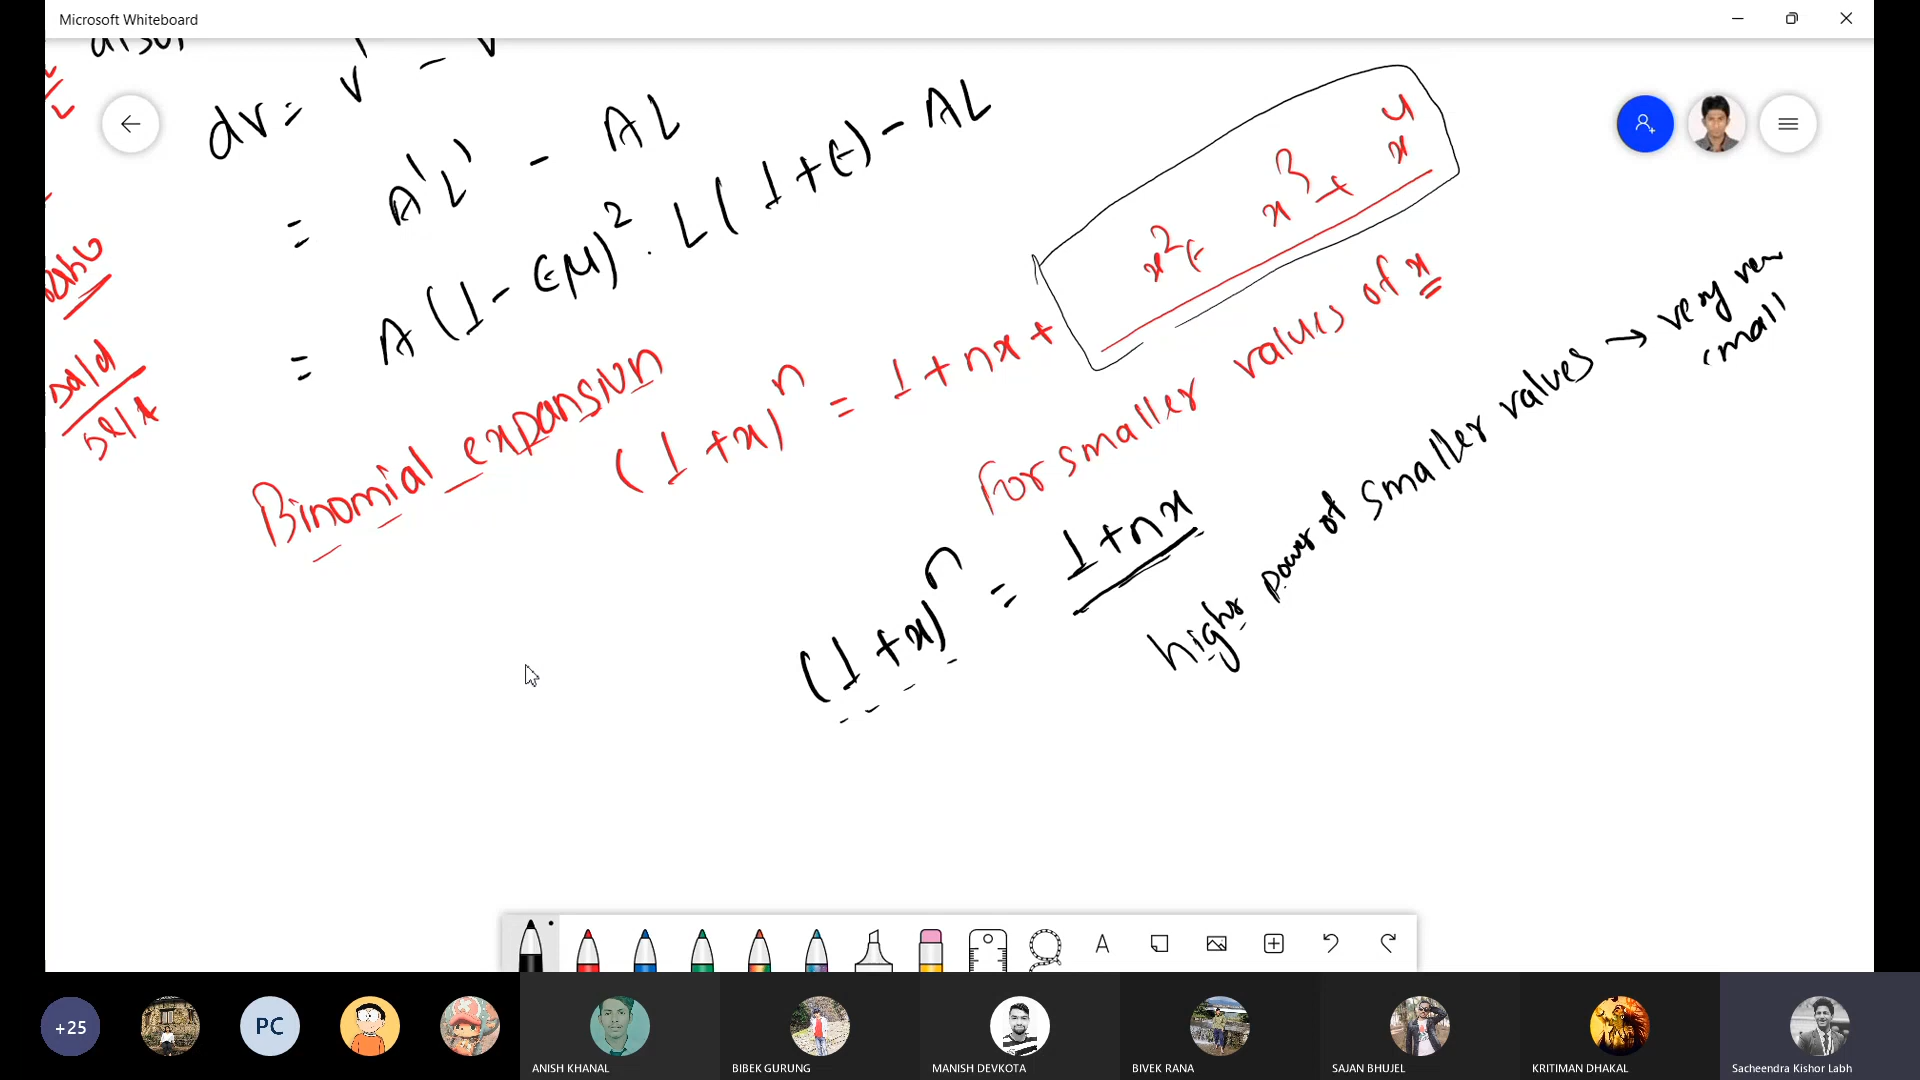 Microsoft Whiteboard
dv = v' - v
= A'L' - AL
= A(1 - ϵμ)². L(1+ϵ) - AL
Binomial expansion
(1+x)ⁿ = 1+nx + x²+ x³+ x⁴
For smaller values of x
(1+x)ⁿ = 1+nx
highr power of smaller values → very very
small
A
+25
PC
ANISH KHANAL
BIBEK GURUNG
MANISH DEVKOTA
BIVEK RANA
SAJAN BHUJEL
KRITIMAN DHAKAL
Sacheendra Kishor Labh